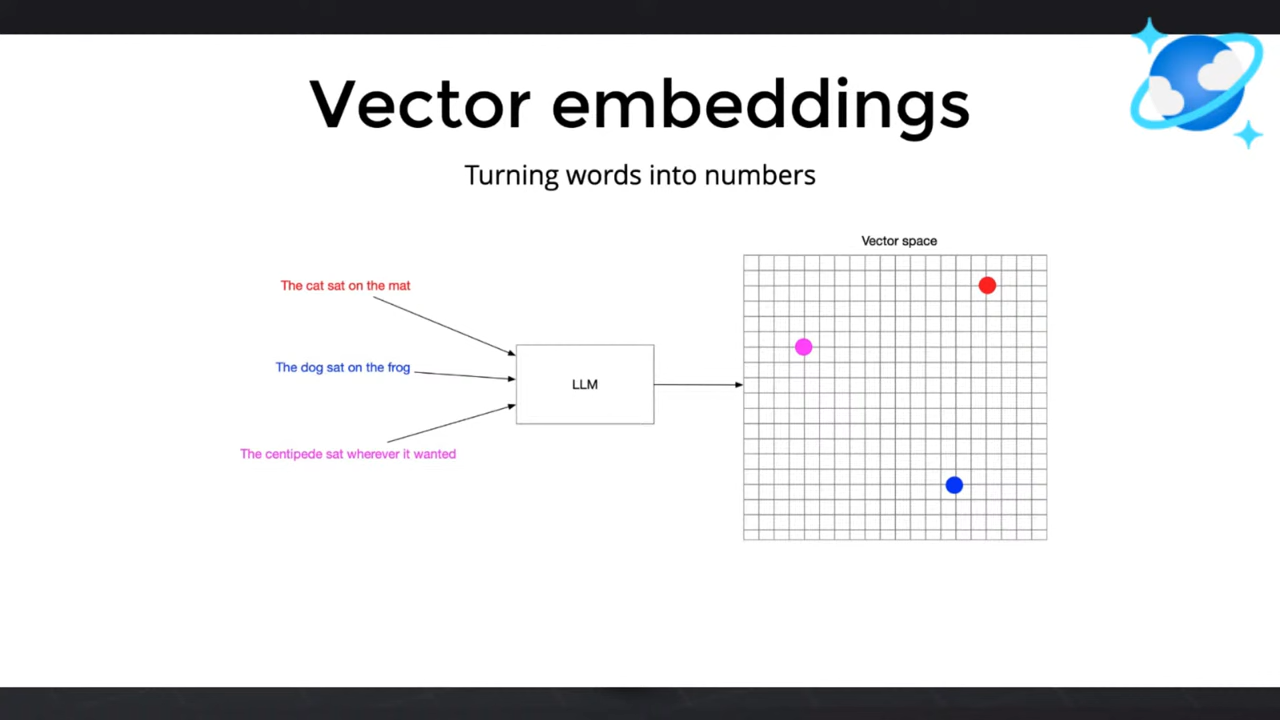 Vector embeddings
Turning words into numbers
Vector space
The cat sat on the mat
The dog sat on the frog
LLM
The centipede sat wherever it wanted